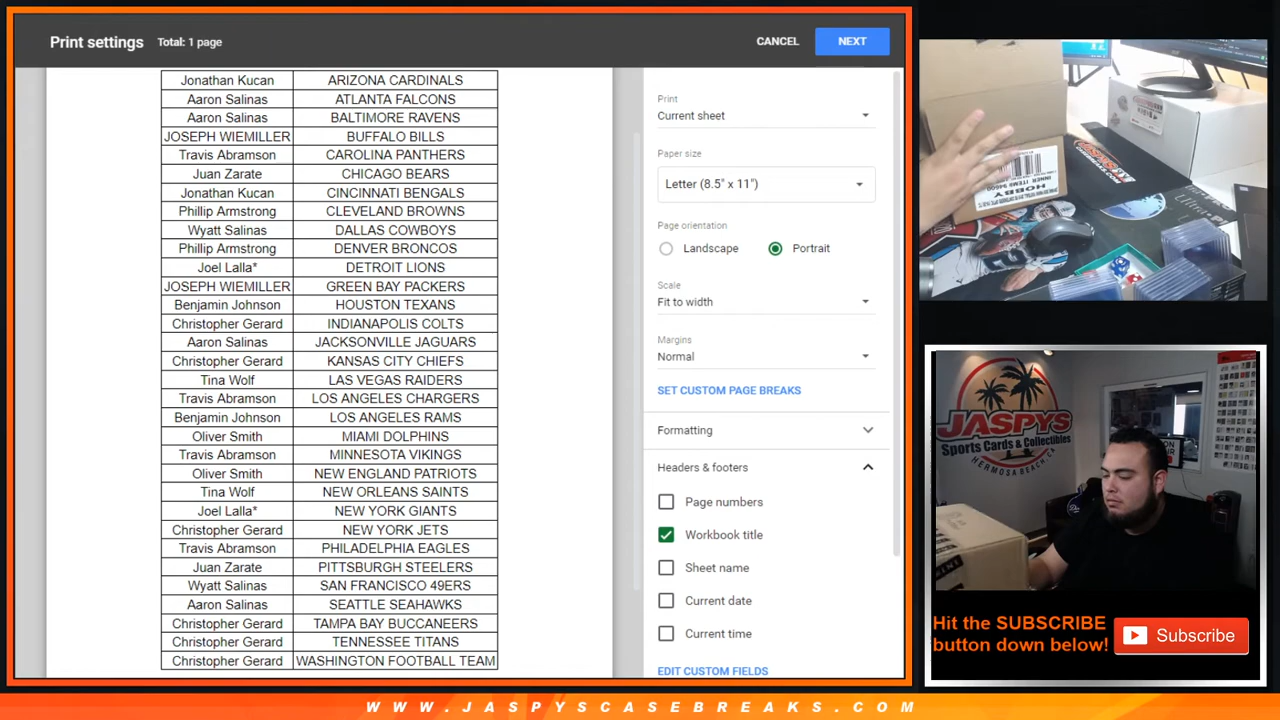 Print settings Total: 1 page CANCEL NEXT
Jonathan Kucan ARIZONA CARDINALS
Aaron Salinas ATLANTA FALCONS
Aaron Salinas BALTIMORE RAVENS
JOSEPH WIEMILLER BUFFALO BILLS
Travis Abramson CAROLINA PANTHERS
Juan Zarate CHICAGO BEARS
Jonathan Kucan CINCINNATI BENGALS
Phillip Armstrong CLEVELAND BROWNS
Wyatt Salinas DALLAS COWBOYS
Phillip Armstrong DENVER BRONCOS
Joel Lalla* DETROIT LIONS
JOSEPH WIEMILLER GREEN BAY PACKERS
Benjamin Johnson HOUSTON TEXANS
Christopher Gerard INDIANAPOLIS COLTS
Aaron Salinas JACKSONVILLE JAGUARS
Christopher Gerard KANSAS CITY CHIEFS
Tina Wolf LAS VEGAS RAIDERS
Travis Abramson LOS ANGELES CHARGERS
Benjamin Johnson LOS ANGELES RAMS
Oliver Smith MIAMI DOLPHINS
Travis Abramson MINNESOTA VIKINGS
Oliver Smith NEW ENGLAND PATRIOTS
Tina Wolf NEW ORLEANS SAINTS
Joel Lalla* NEW YORK GIANTS
Christopher Gerard NEW YORK JETS
Travis Abramson PHILADELPHIA EAGLES
Juan Zarate PITTSBURGH STEELERS
Wyatt Salinas SAN FRANCISCO 49ERS
Aaron Salinas SEATTLE SEAHAWKS
Christopher Gerard TAMPA BAY BUCCANEERS
Christopher Gerard TENNESSEE TITANS
Christopher Gerard WASHINGTON FOOTBALL TEAM
Print
Current sheet
Paper size
Letter (8.5" x 11")
Page orientation
Landscape Portrait
Scale
Fit to width
Margins
Normal
SET CUSTOM PAGE BREAKS
Formatting
Headers & footers
Page numbers
Workbook title
Sheet name
Current date
Current time
EDIT CUSTOM FIELDS
INNER ITEM# 94600
HOBBY
JASPYS
Sports Cards & Collectibles
HERMOSA BEACH, CA
Hit the SUBSCRIBE
button down below!
Subscribe
WWW.JASPYSCASEBREAKS.COM